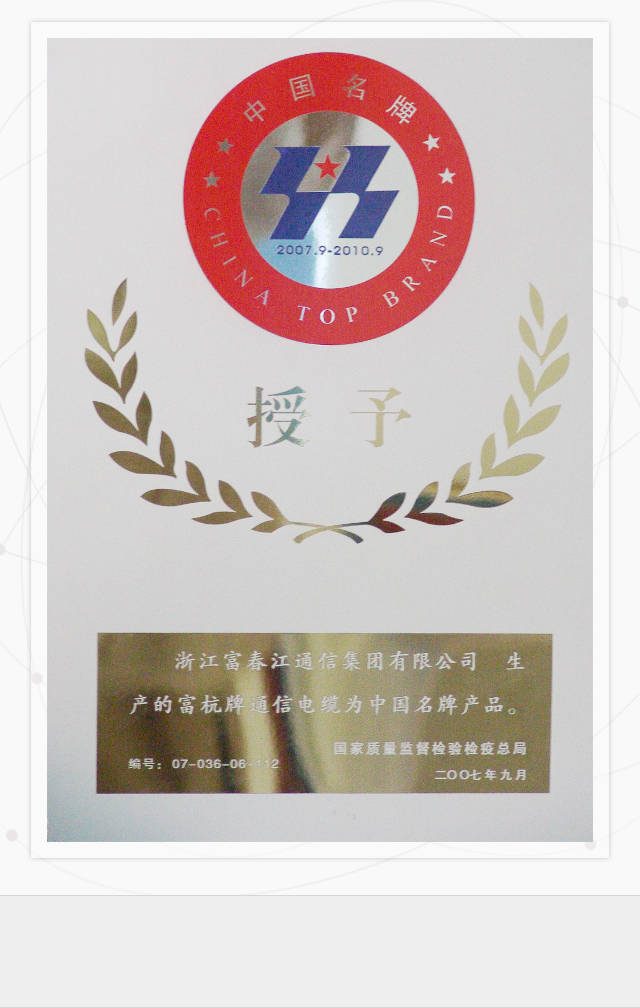 中国名牌
2007.9-2010.9
CHINA TOP BRAND
授予
浙江富春江通信集团有限公司 生
产的富杭牌通信电缆为中国名牌产品。
国家质量监督检验检疫总局
编号：07-036-06-112
二〇〇七年九月